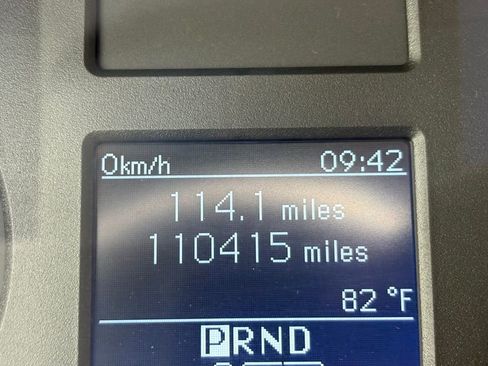 0km/h 09:42
114.1 miles
110415 miles
82 °F
PRND